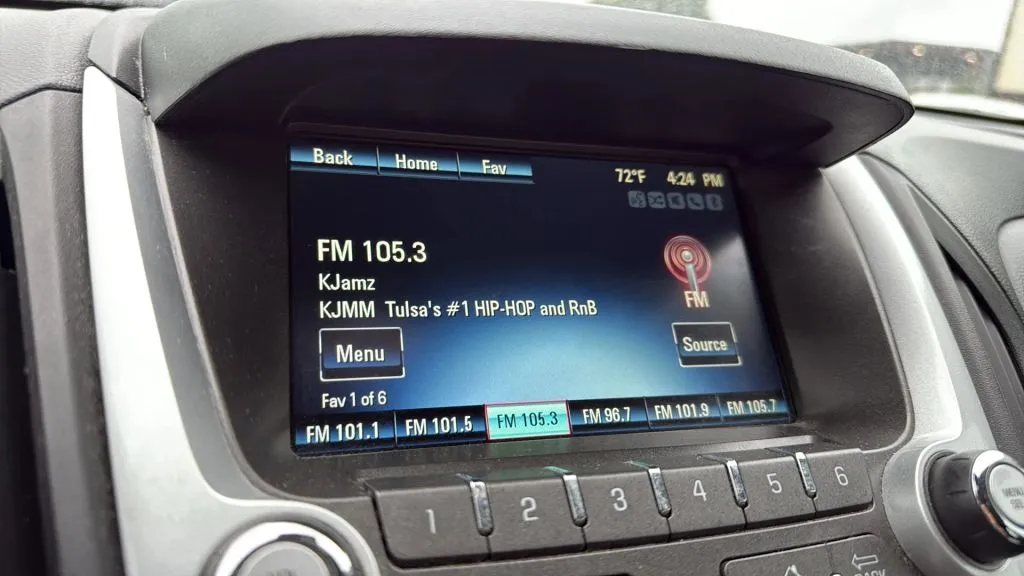 Back Home Fav
72°F 4:24 PM
FM 105.3
KJamz
KJMM Tulsa's #1 HIP-HOP and RnB
FM
Menu
Source
Fav 1 of 6
FM 101.1 FM 101.5 FM 105.3 FM 96.7 FM 101.9 FM 105.7
1 2 3 4 5 6
MENU
BACK